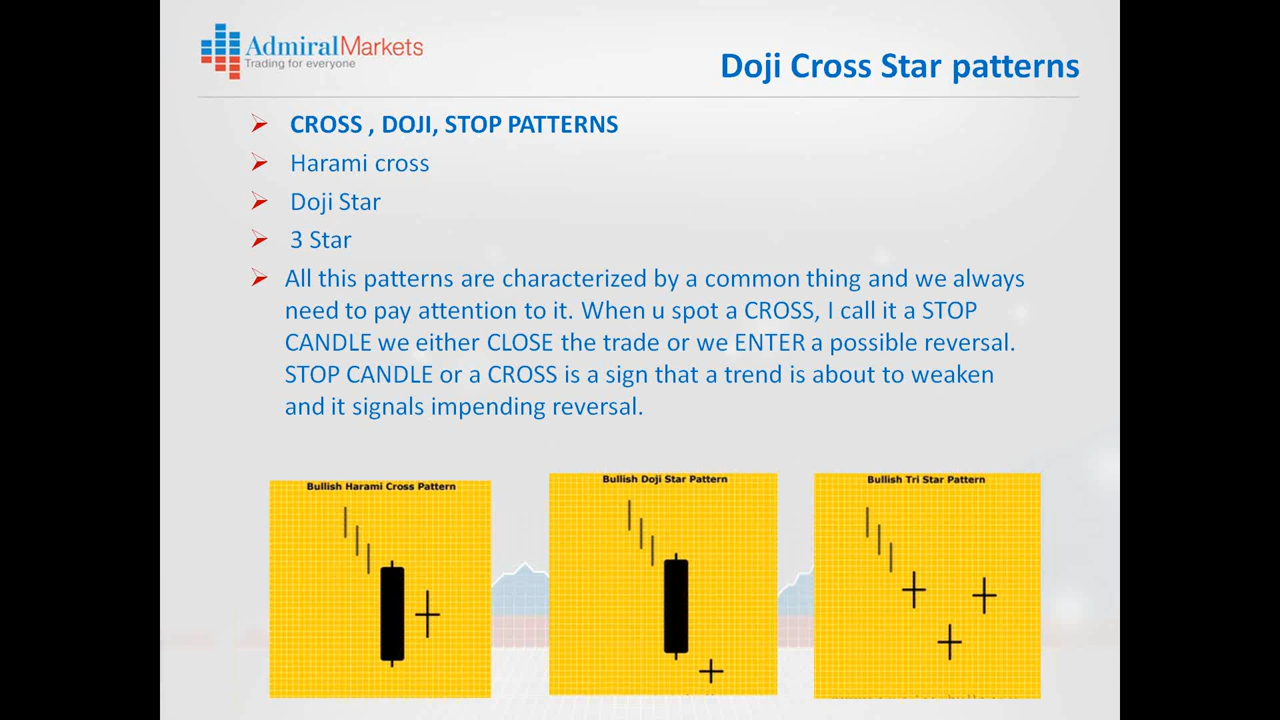 AdmiralMarkets
Trading for everyone
Doji Cross Star patterns
CROSS , DOJI, STOP PATTERNS
Harami cross
Doji Star
3 Star
All this patterns are characterized by a common thing and we always
need to pay attention to it. When u spot a CROSS, I call it a STOP
CANDLE we either CLOSE the trade or we ENTER a possible reversal.
STOP CANDLE or a CROSS is a sign that a trend is about to weaken
and it signals impending reversal.
Bullish Harami Cross Pattern
Bullish Doji Star Pattern
Bullish Tri Star Pattern